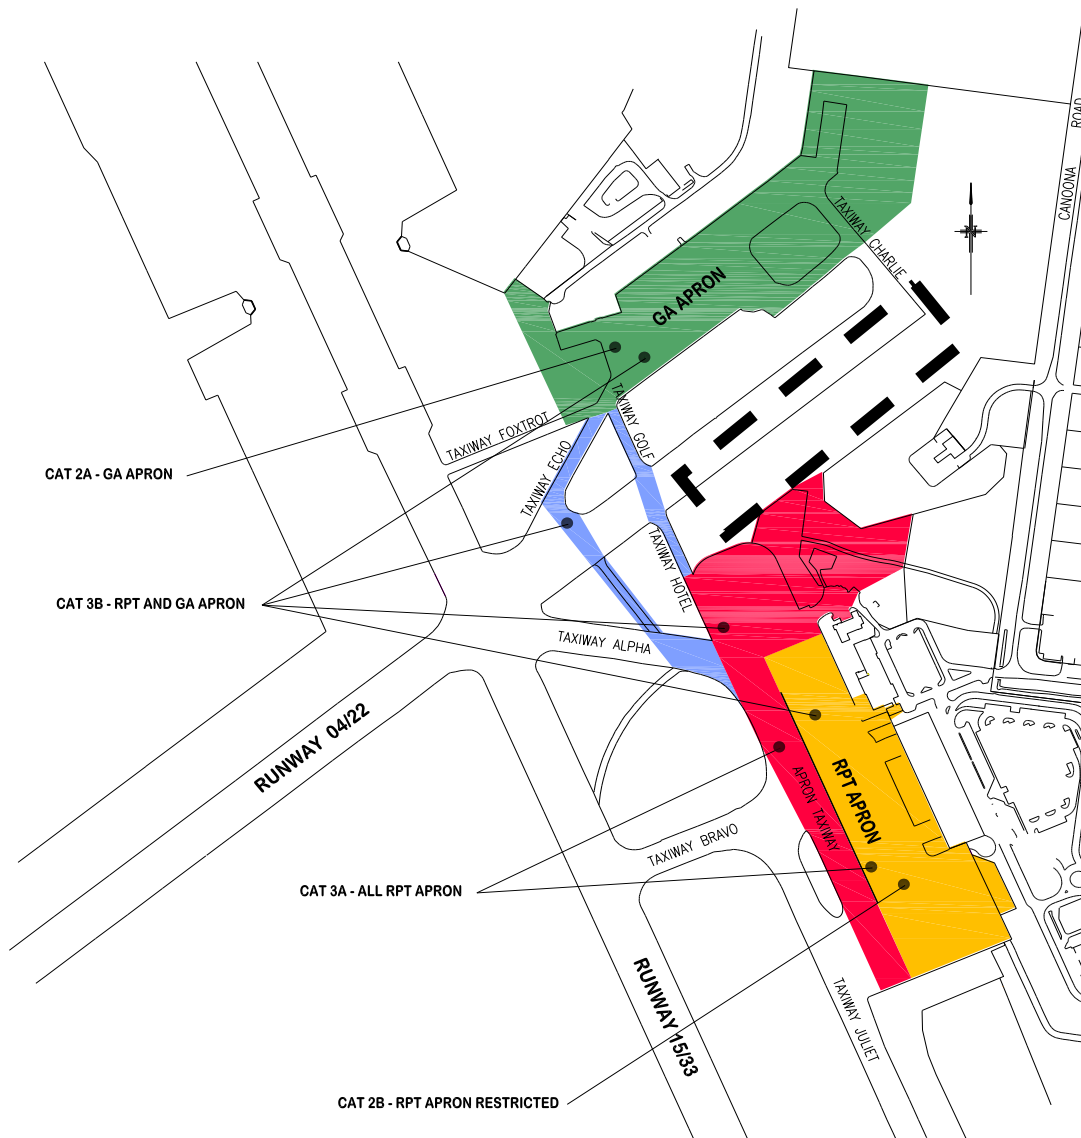 ROAD
CANOONA
TAXIWAY CHARLIE
N
GA APRON
TAXIWAY GOLF
TAXIWAY FOXTROT
TAXIWAY ECHO
CAT 2A - GA APRON
TAXIWAY HOTEL
CAT 3B - RPT AND GA APRON
TAXIWAY ALPHA
RUNWAY 04/22
RPT APRON
APRON TAXIWAY
TAXIWAY BRAVO
CAT 3A - ALL RPT APRON
RUNWAY 15/33
TAXIWAY JULIET
CAT 2B - RPT APRON RESTRICTED